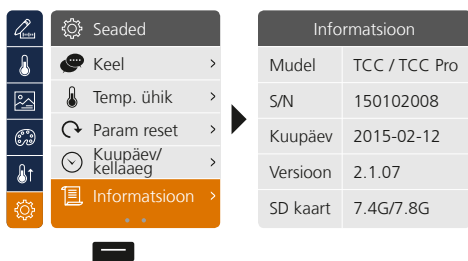 Seaded
Keel
Temp. ühik
Param reset
Kuupäev/
kellaaeg
Informatsioon
Informatsioon
Mudel TCC / TCC Pro
S/N 150102008
Kuupäev 2015-02-12
Versioon 2.1.07
SD kaart 7.4G/7.8G